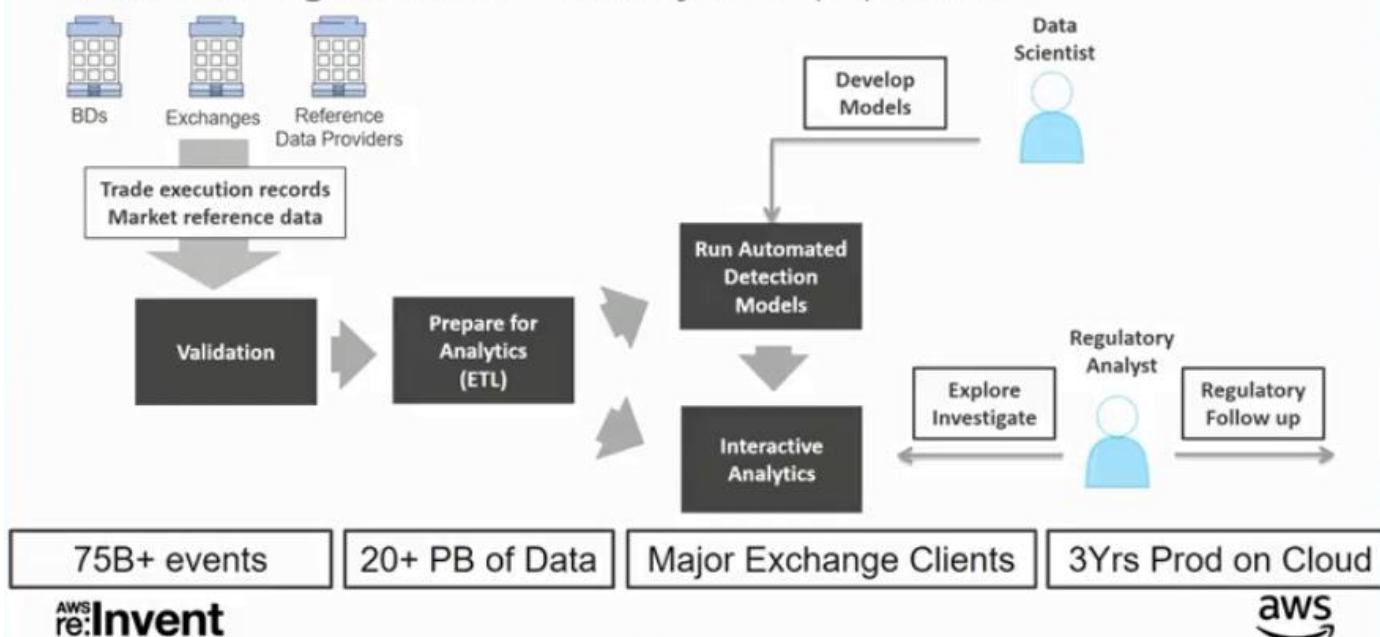 Data
Scientist
Develop
Models
BDs
Exchanges
Reference
Data Providers
Trade execution records
Market reference data
Run Automated
Detection
Models
Validation
Prepare for
Analytics
(ETL)
Regulatory
Analyst
Explore
Investigate
Regulatory
Follow up
Interactive
Analytics
75B+ events
20+ PB of Data
Major Exchange Clients
3Yrs Prod on Cloud
AWS
re:Invent
aws